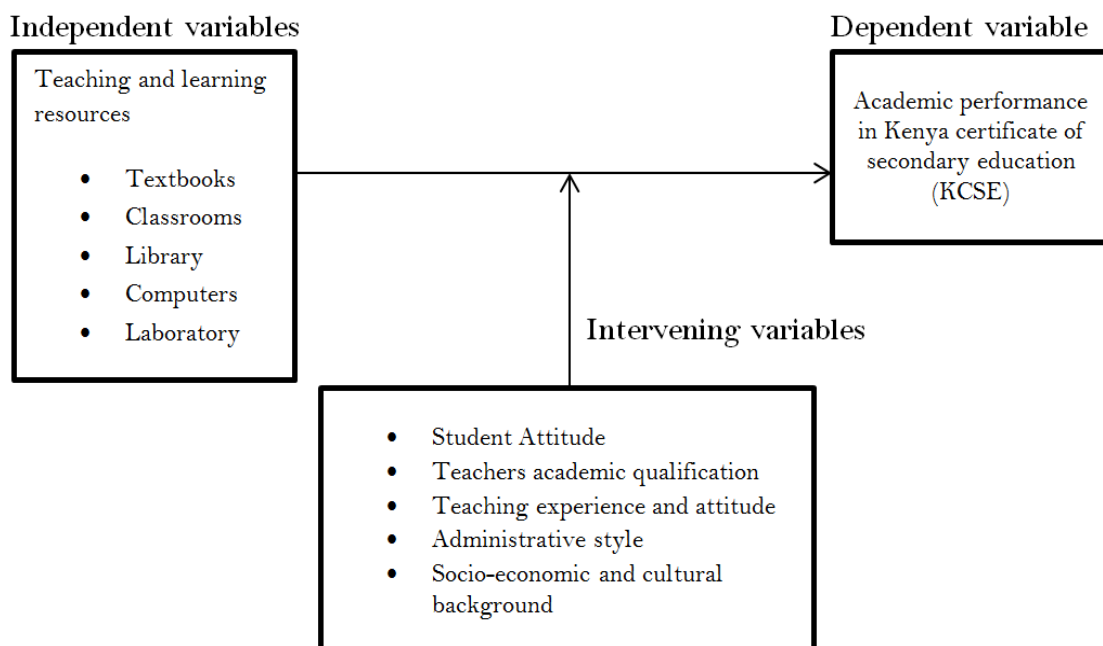 Independent variables
Teaching and learning
resources
• Textbooks
• Classrooms
• Library
• Computers
• Laboratory
Dependent variable
Academic performance
in Kenya certificate of
secondary education
(KCSE)
Intervening variables
• Student Attitude
• Teachers academic qualification
• Teaching experience and attitude
• Administrative style
• Socio-economic and cultural
background